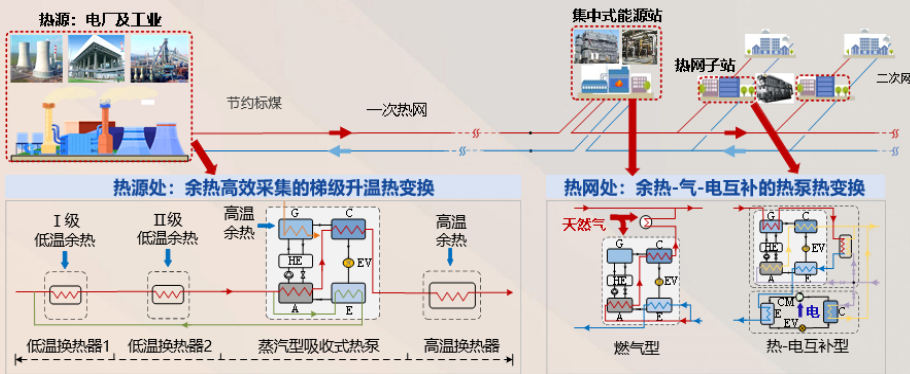 热源：电厂及工业
集中式能源站
热网子站
节约标煤
一次热网
二次网
热源处：余热高效采集的梯级升温热变换
热网处：余热-气-电互补的热泵热变换
Ⅰ级
低温余热
Ⅱ级
低温余热
高温
余热
G
C
HE
EV
A
E
高温
余热
低温换热器1
低温换热器2
蒸汽型吸收式热泵
高温换热器
天然气
G
C
HE
EV
A
E
燃气型
G
C
HE
EV
A
E
CM
E
电
C
EV
热-电互补型